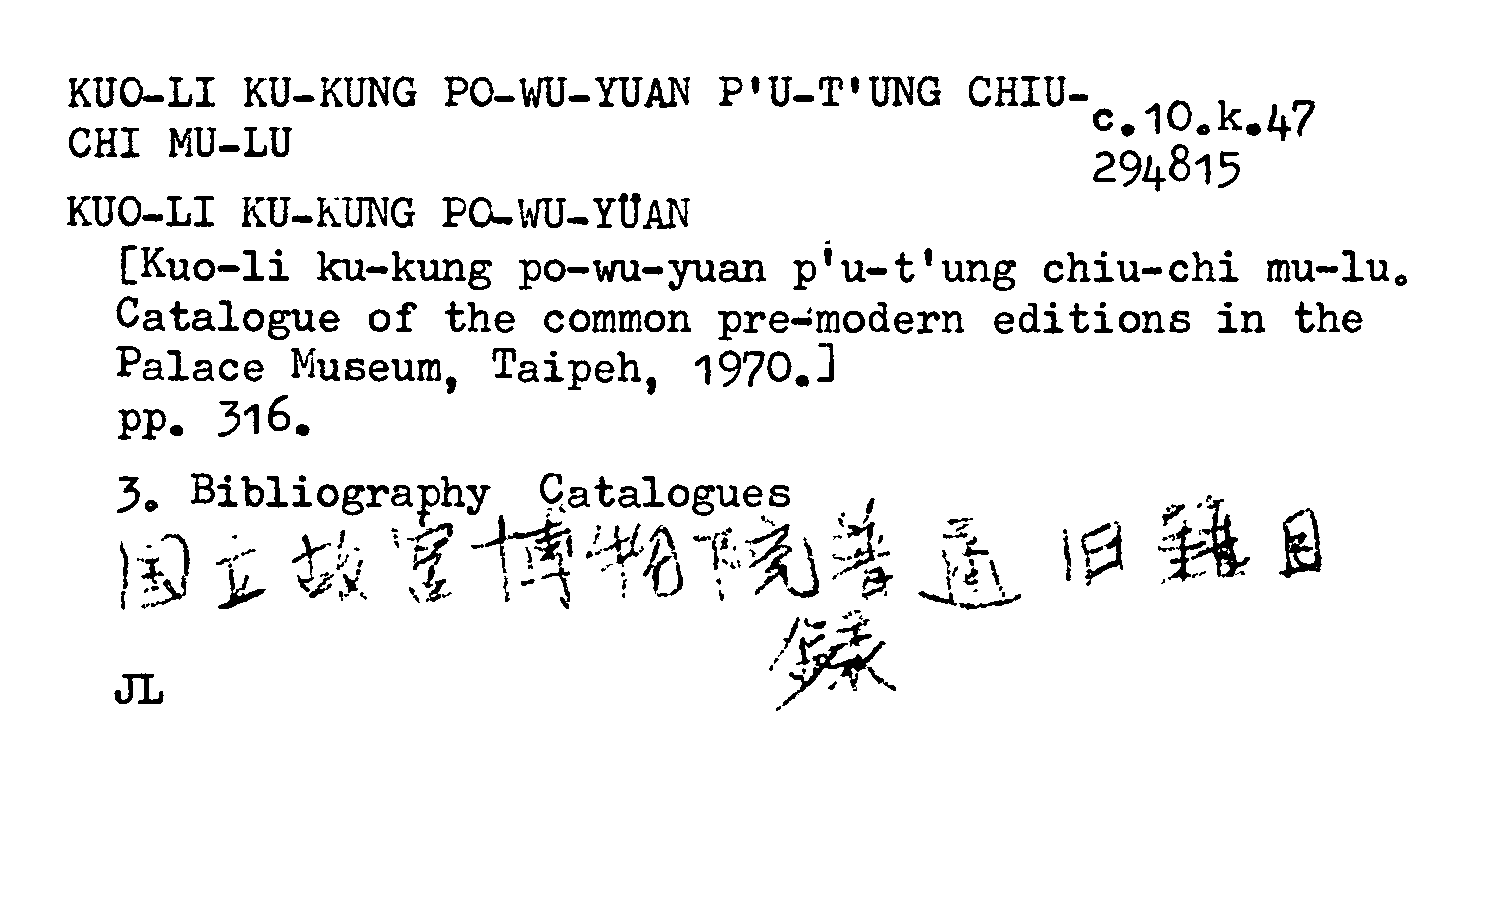 KUO-LI KU-KUNG PO-WU-YUAN P'U-T'UNG CHIU-
CHI MU-LU
c.10.k.47
294815
KUO-LI KU-KUNG PO-WU-YÜAN
[Kuo-li ku-kung po-wu-yuan p'u-t'ung chiu-chi mu-lu.
Catalogue of the common pre-modern editions in the
Palace Museum, Taipeh, 1970.]
pp. 316.
3. Bibliography Catalogues
国立故宫博物院普通旧籍目
録
JL